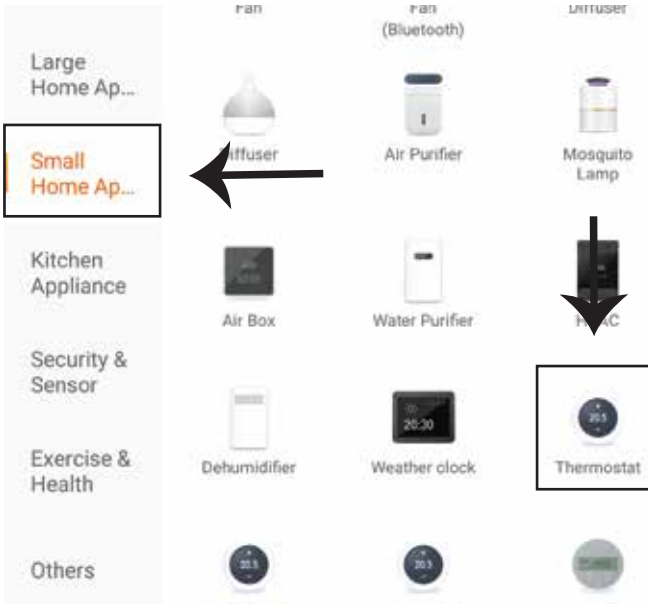 Fan
Fan
(Bluetooth)
Diffuser
Large
Home Ap...
Small
Home Ap...
Kitchen
Appliance
Security &
Sensor
Exercise &
Health
Others
Diffuser
Air Purifier
Mosquito
Lamp
Air Box
Water Purifier
HVAC
Dehumidifier
20:30
Weather clock
20.5
Thermostat
20.5
20.5